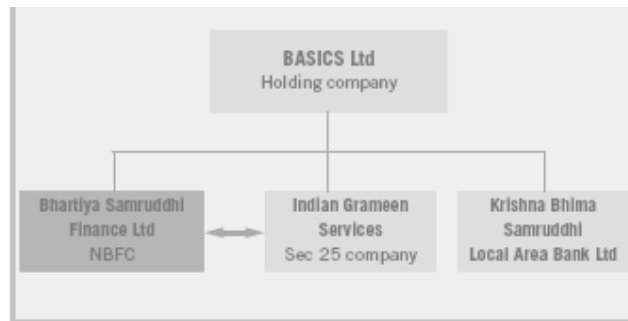 BASICS Ltd
Holding company
Bhartiya Samruddhi
Finance Ltd
NBFC
Indian Grameen
Services
Sec 25 company
Krishna Bhima
Samruddhi
Local Area Bank Ltd